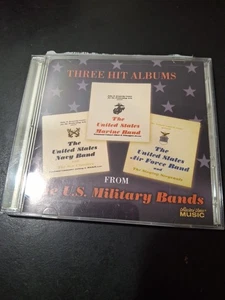 THREE HIT ALBUMS
The
United States
Marine Band
The
United States
Navy Band
The
United States
Air Force Band
and
FROM
The U.S. Military Bands
MUSIC